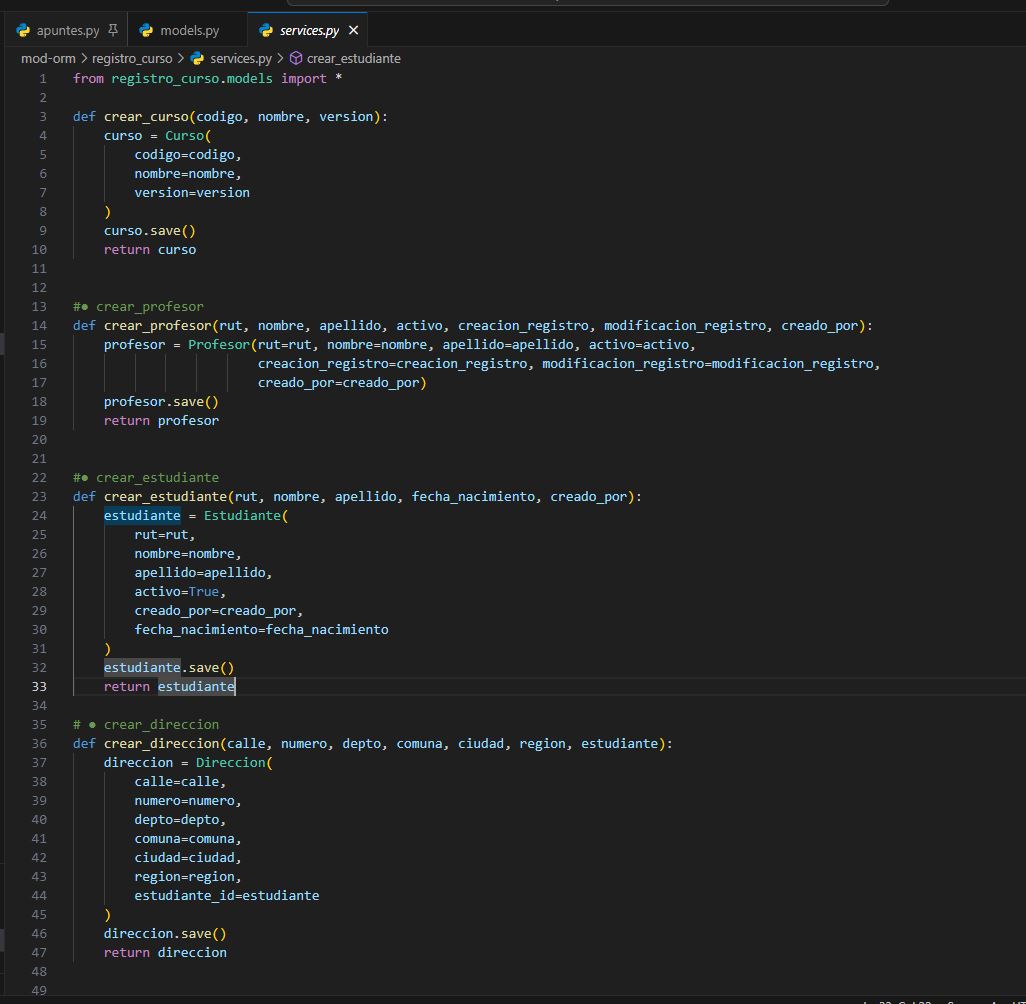 apuntes.py models.py services.py
mod-orm > registro_curso > services.py > crear_estudiante
1 from registro_curso.models import *
2
3 def crear_curso(codigo, nombre, version):
4 curso = Curso(
5 codigo=codigo,
6 nombre=nombre,
7 version=version
8 )
9 curso.save()
10 return curso
11
12
13 #● crear_profesor
14 def crear_profesor(rut, nombre, apellido, activo, creacion_registro, modificacion_registro, creado_por):
15 profesor = Profesor(rut=rut, nombre=nombre, apellido=apellido, activo=activo,
16 creacion_registro=creacion_registro, modificacion_registro=modificacion_registro,
17 creado_por=creado_por)
18 profesor.save()
19 return profesor
20
21
22 #● crear_estudiante
23 def crear_estudiante(rut, nombre, apellido, fecha_nacimiento, creado_por):
24 estudiante = Estudiante(
25 rut=rut,
26 nombre=nombre,
27 apellido=apellido,
28 activo=True,
29 creado_por=creado_por,
30 fecha_nacimiento=fecha_nacimiento
31 )
32 estudiante.save()
33 return estudiante
34
35 # ● crear_direccion
36 def crear_direccion(calle, numero, depto, comuna, ciudad, region, estudiante):
37 direccion = Direccion(
38 calle=calle,
39 numero=numero,
40 depto=depto,
41 comuna=comuna,
42 ciudad=ciudad,
43 region=region,
44 estudiante_id=estudiante
45 )
46 direccion.save()
47 return direccion
48
49